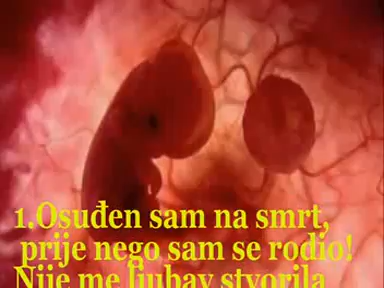 1.Osuđen sam na smrt,
prije nego sam se rodio!
Nije me ljubav stvorila